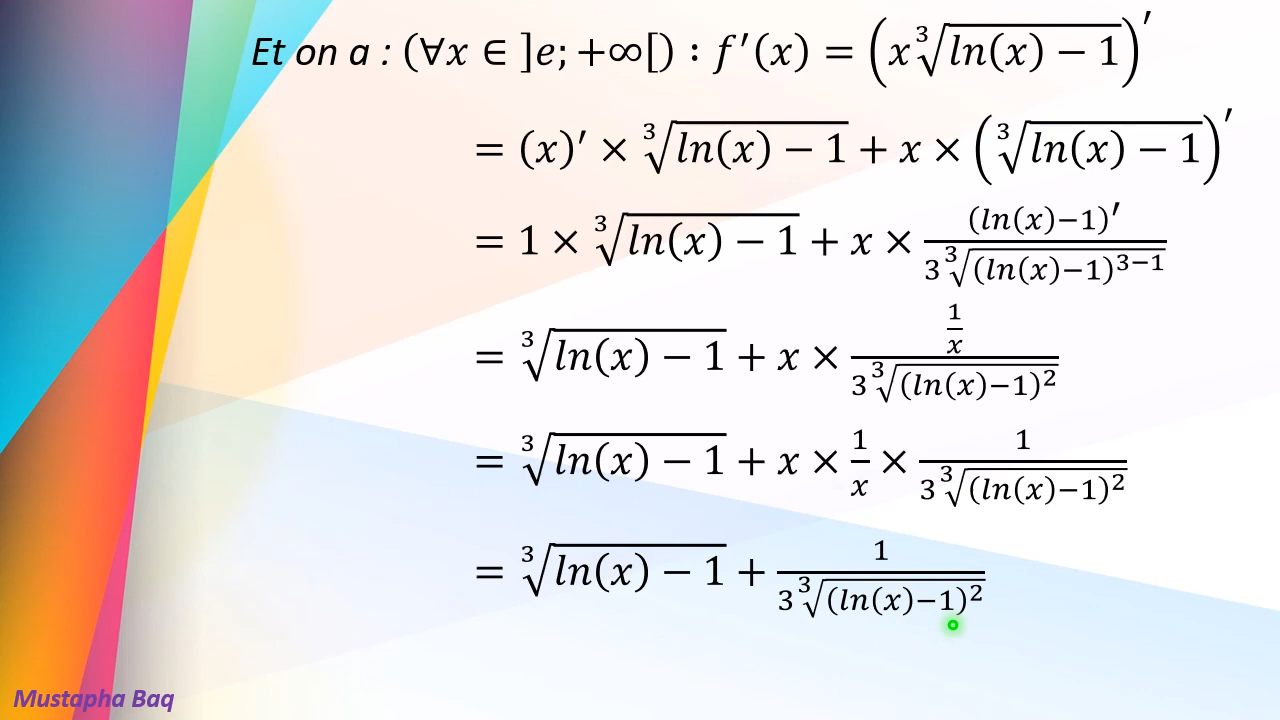 Et on a : (∀x ∈ ]e; +∞[) : f′(x) = (x∛(ln(x) − 1))′
= (x)′ × ∛(ln(x) − 1) + x × (∛(ln(x) − 1))′
= 1 × ∛(ln(x) − 1) + x × (ln(x)−1)′ / 3∛((ln(x)−1)³⁻¹)
= ∛(ln(x) − 1) + x × (1/x) / 3∛((ln(x)−1)²)
= ∛(ln(x) − 1) + x × 1/x × 1 / 3∛((ln(x)−1)²)
= ∛(ln(x) − 1) + 1 / 3∛((ln(x)−1)²)
Mustapha Baq